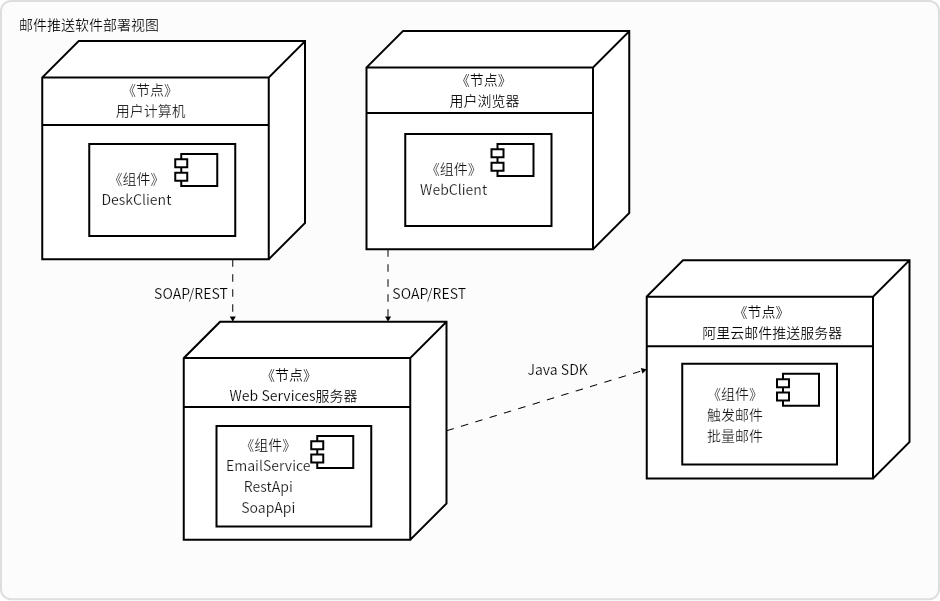 邮件推送软件部署视图
《节点》
用户计算机
《组件》
DeskClient
《节点》
用户浏览器
《组件》
WebClient
SOAP/REST
SOAP/REST
《节点》
Web Services服务器
《组件》
EmailService
RestApi
SoapApi
Java SDK
《节点》
阿里云邮件推送服务器
《组件》
触发邮件
批量邮件